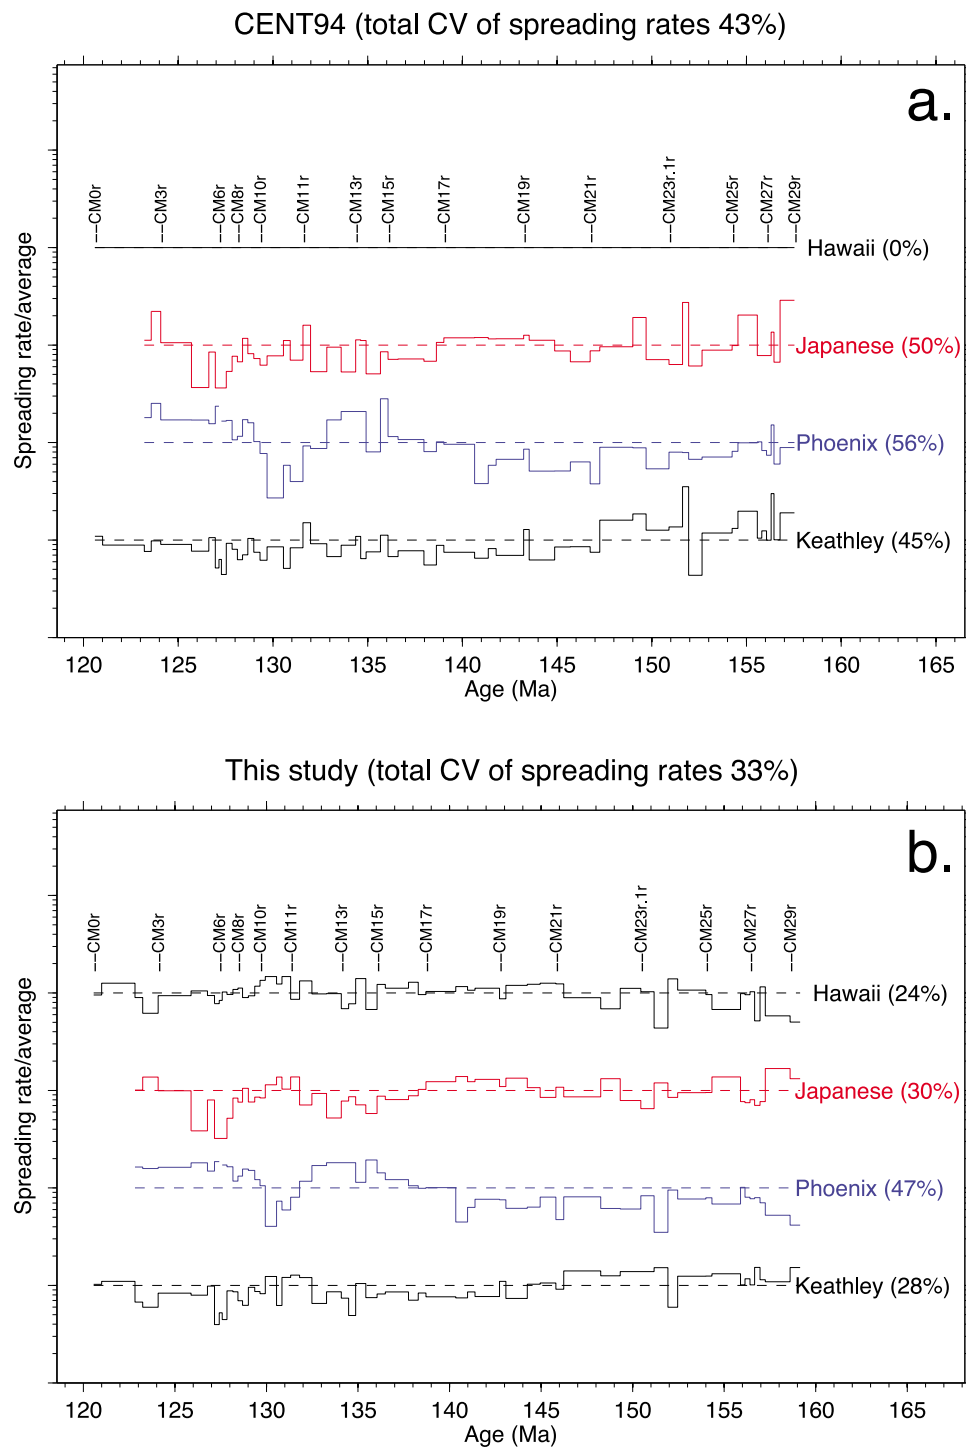 CENT94 (total CV of spreading rates 43%)
a.
--CM0r
--CM3r
--CM6r
--CM8r
--CM10r
--CM11r
--CM13r
--CM15r
--CM17r
--CM19r
--CM21r
--CM23r.1r
--CM25r
--CM27r
--CM29r
Hawaii (0%)
Japanese (50%)
Phoenix (56%)
Keathley (45%)
Spreading rate/average
120 125 130 135 140 145 150 155 160 165
Age (Ma)
This study (total CV of spreading rates 33%)
b.
--CM0r
--CM3r
--CM6r
--CM8r
--CM10r
--CM11r
--CM13r
--CM15r
--CM17r
--CM19r
--CM21r
--CM23r.1r
--CM25r
--CM27r
--CM29r
Hawaii (24%)
Japanese (30%)
Phoenix (47%)
Keathley (28%)
Spreading rate/average
120 125 130 135 140 145 150 155 160 165
Age (Ma)